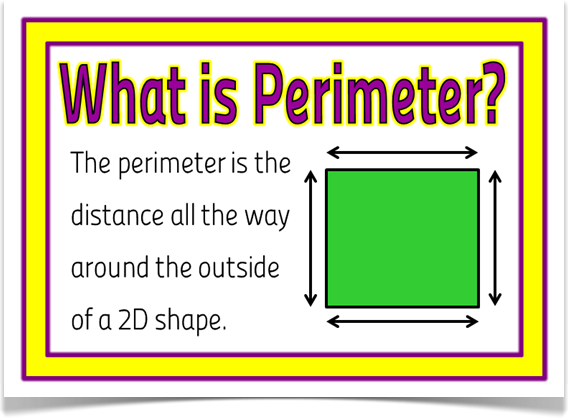 What is Perimeter?
The perimeter is the
distance all the way
around the outside
of a 2D shape.